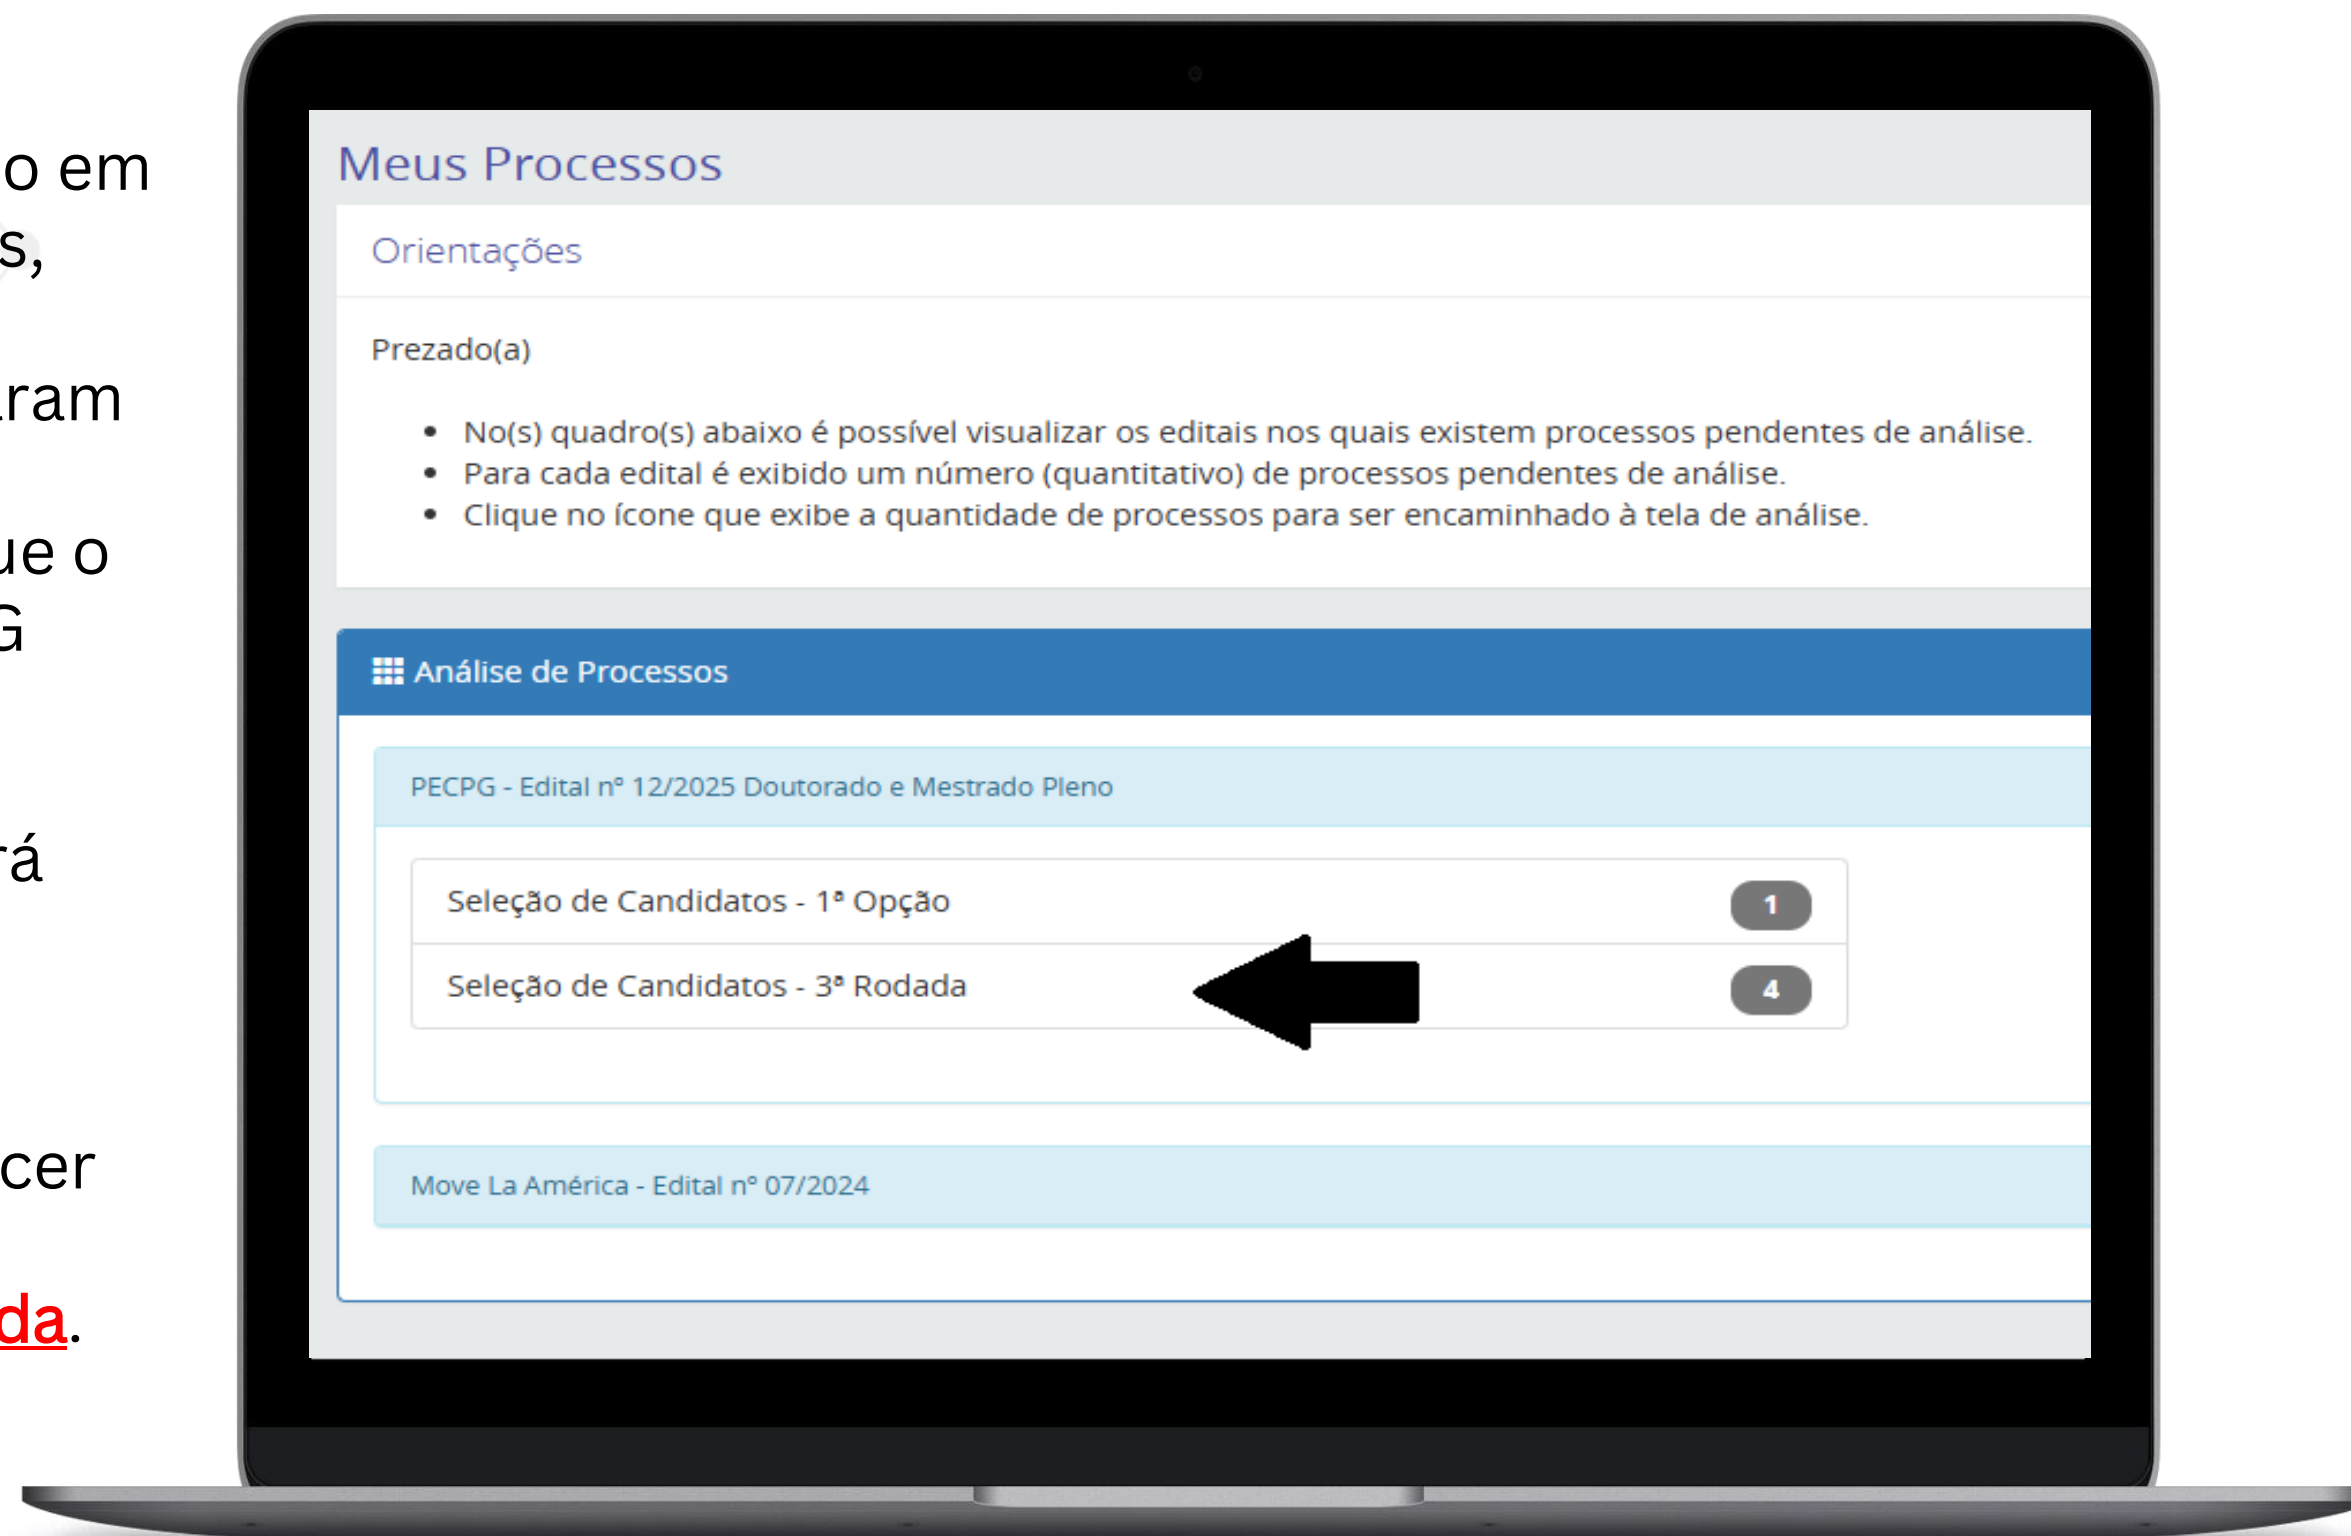 o em
s,
ram
ue o
G
rá
cer
da.
Meus Processos
Orientações
Prezado(a)
• No(s) quadro(s) abaixo é possível visualizar os editais nos quais existem processos pendentes de análise.
• Para cada edital é exibido um número (quantitativo) de processos pendentes de análise.
• Clique no ícone que exibe a quantidade de processos para ser encaminhado à tela de análise.
Análise de Processos
PECPG - Edital nº 12/2025 Doutorado e Mestrado Pleno
Seleção de Candidatos - 1ª Opção 1
Seleção de Candidatos - 3ª Rodada 4
Move La América - Edital nº 07/2024